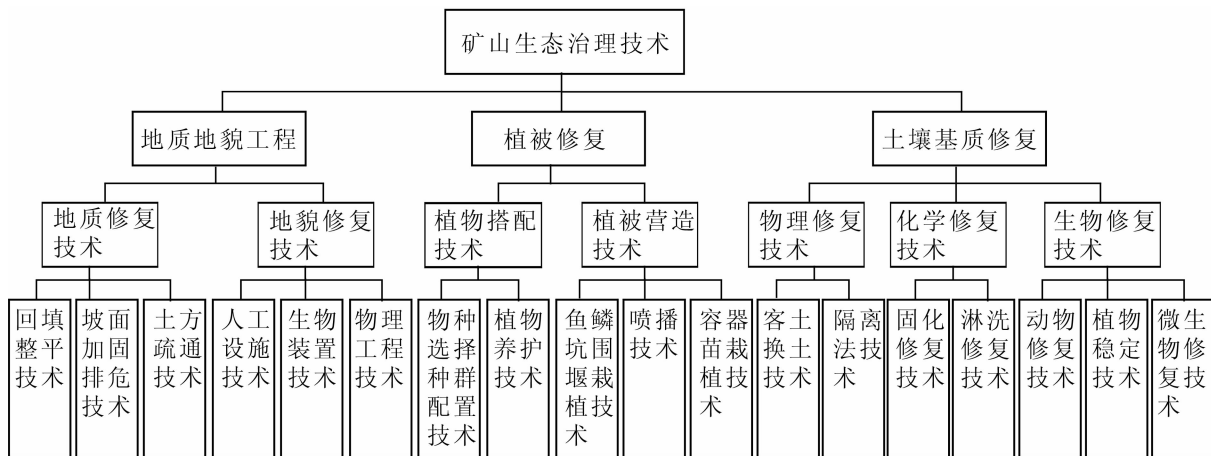 矿山生态治理技术
地质地貌工程
植被修复
土壤基质修复
地质修复
技术
地貌修复
技术
植物搭配
技术
植被营造
技术
物理修复
技术
化学修复
技术
生物修复
技术
回填
整平
技术
坡面
加固
排危
技术
土方
疏通
技术
人工
设施
技术
生物
装置
技术
物理
工程
技术
物种
选择
种群
配置
技术
植物
养护
技术
鱼鳞
坑围
堰栽
植技
术
喷播
技术
容器
苗栽
植技
术
客土
换土
技术
隔离
法技
术
固化
修复
技术
淋洗
修复
技术
动物
修复
技术
植物
稳定
技术
微生
物修
复技
术